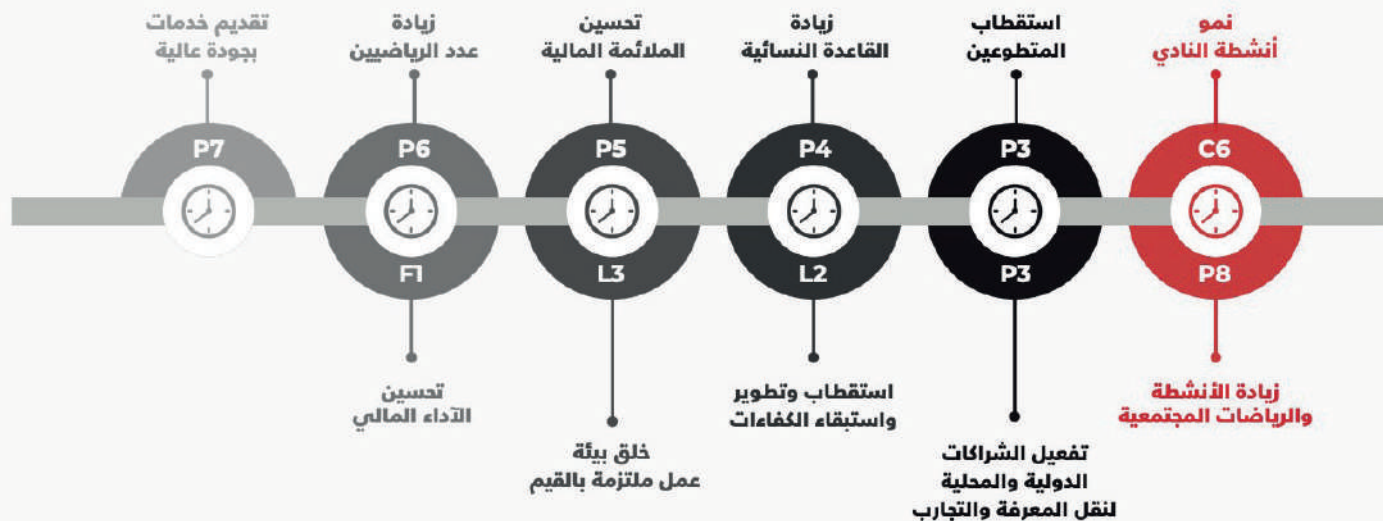 نمو
أنشطة النادي
C6
P8
زيادة الأنشطة
والرياضات المجتمعية
استقطاب
المتطوعين
P3
P3
تفعيل الشراكات
الدولية والمحلية
لنقل المعرفة والتجارب
زيادة
القاعدة النسائية
P4
L2
استقطاب وتطوير
واستبقاء الكفاءات
تحسين
الملائمة المالية
P5
L3
خلق بيئة
عمل ملتزمة بالقيم
زيادة
عدد الرياضيين
P6
F1
تحسين
الآداء المالي
تقديم خدمات
بجودة عالية
P7